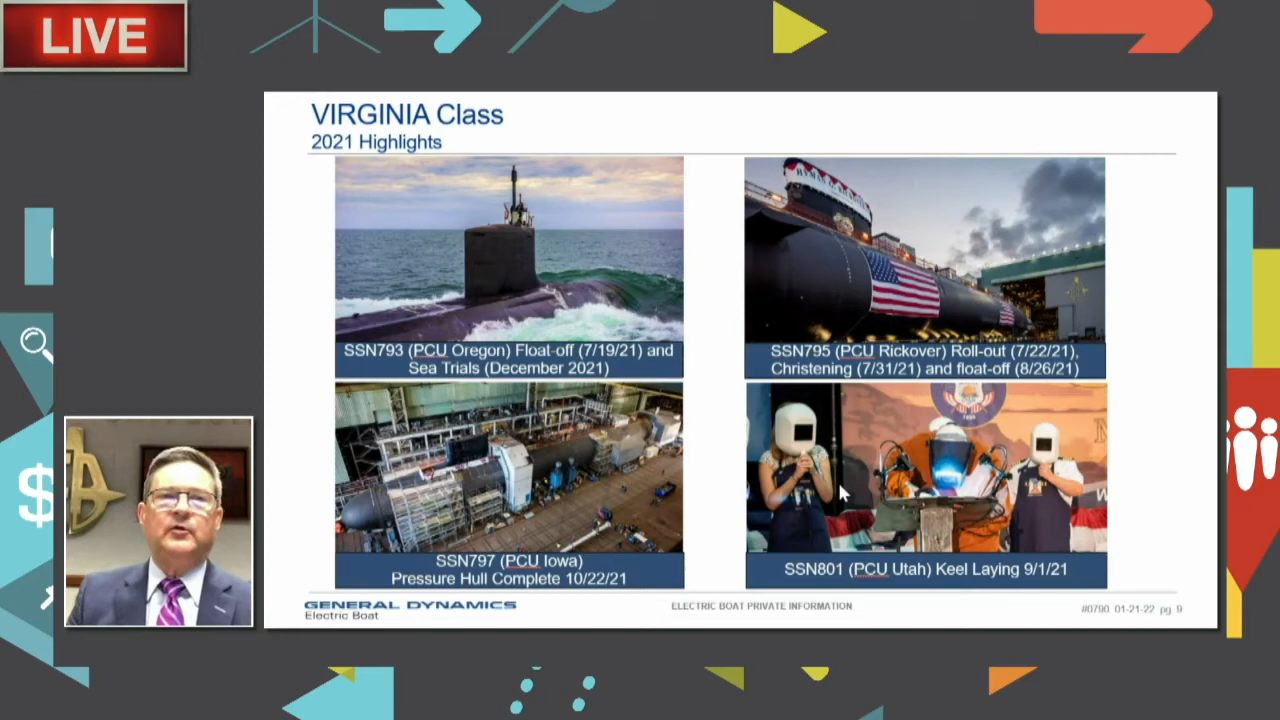 LIVE
VIRGINIA Class
2021 Highlights
SSN793 (PCU Oregon) Float-off (7/19/21) and
Sea Trials (December 2021)
SSN795 (PCU Rickover) Roll-out (7/22/21),
Christening (7/31/21) and float-off (8/26/21)
$
SSN797 (PCU Iowa)
Pressure Hull Complete 10/22/21
SSN801 (PCU Utah) Keel Laying 9/1/21
GENERAL DYNAMICS
Electric Boat
ELECTRIC BOAT PRIVATE INFORMATION
#0790 01-21-22 pg 9